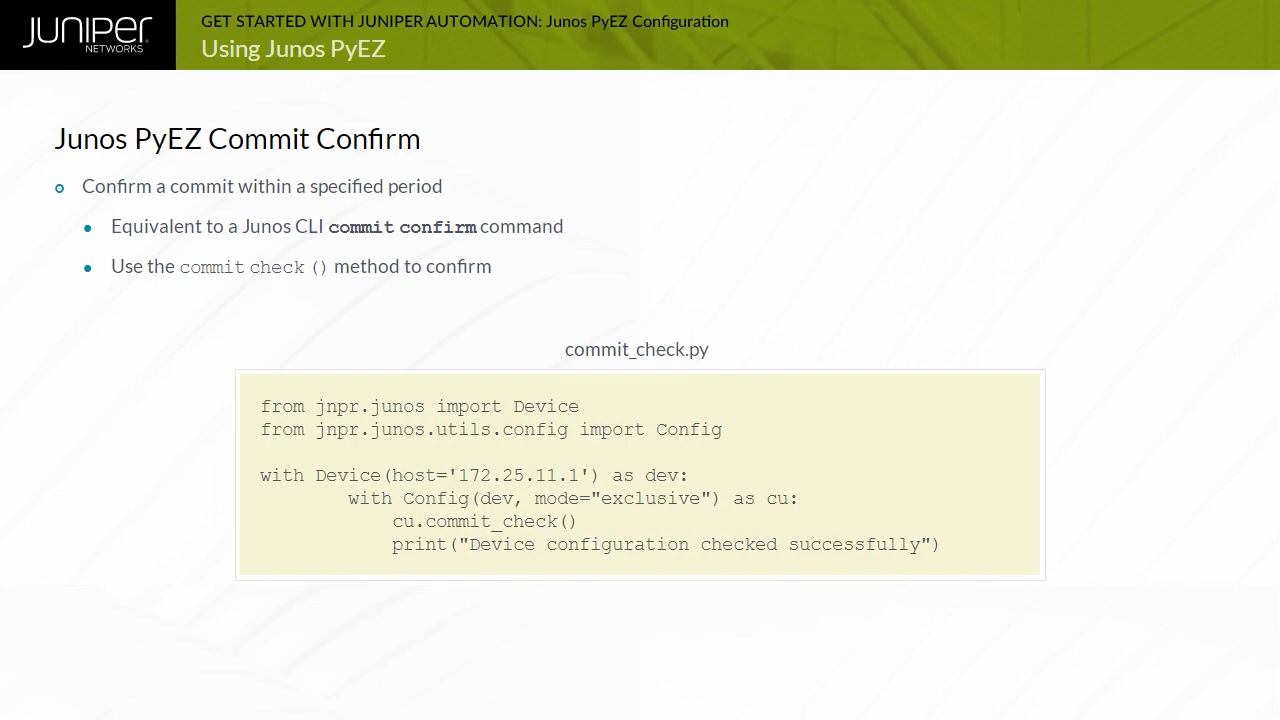 JUNIPER
NETWORKS
GET STARTED WITH JUNIPER AUTOMATION: Junos PyEZ Configuration
Using Junos PyEZ
Junos PyEZ Commit Confirm
Confirm a commit within a specified period
Equivalent to a Junos CLI commit confirm command
Use the commit check () method to confirm
commit_check.py
from jnpr.junos import Device
from jnpr.junos.utils.config import Config
with Device(host='172.25.11.1') as dev:
with Config(dev, mode="exclusive") as cu:
cu.commit_check()
print("Device configuration checked successfully")